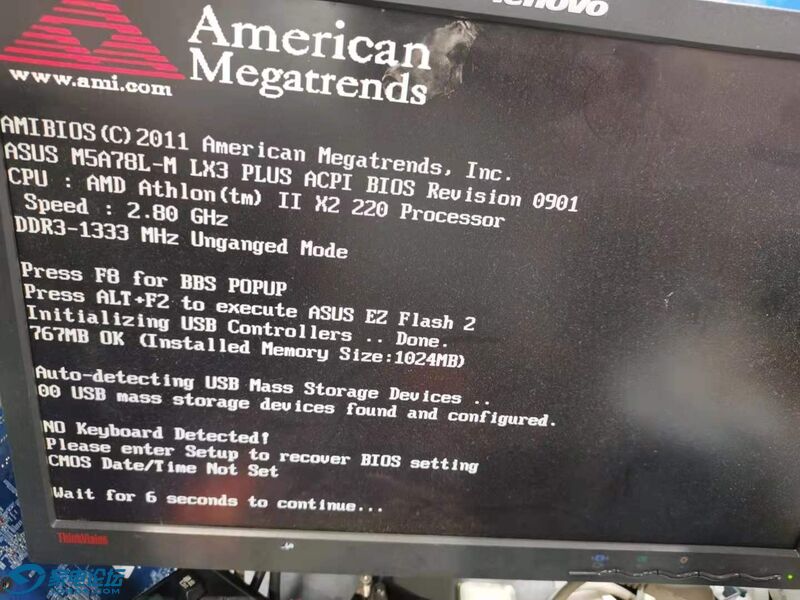 lenovo
American
Megatrends
www.ami.com
AMIBIOS(C)2011 American Megatrends, Inc.
ASUS M5A78L-M LX3 PLUS ACPI BIOS Revision 0901
CPU : AMD Athlon(tm) II X2 220 Processor
Speed : 2.80 GHz
DDR3-1333 MHz Unganged Mode
Press F8 for BBS POPUP
Press ALT+F2 to execute ASUS EZ Flash 2
Initializing USB Controllers .. Done.
767MB OK (Installed Memory Size:1024MB)
Auto-detecting USB Mass Storage Devices ..
00 USB mass storage devices found and configured.
NO Keyboard Detected!
Please enter Setup to recover BIOS setting
CMOS Date/Time Not Set
Wait for 6 seconds to continue...
ThinkVision
家电论坛